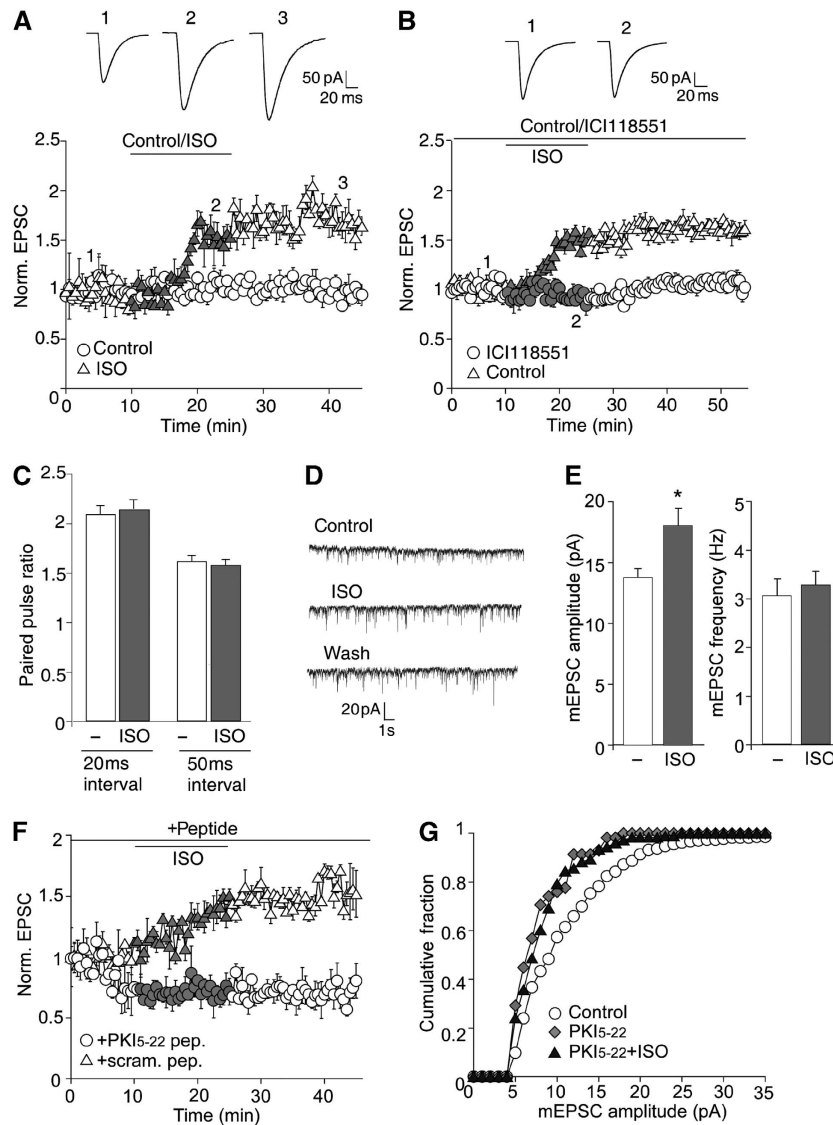 A
1 2 3
50 pA
20 ms
Control/ISO
2.5
2
1.5
1
0.5
0
Norm. EPSC
1
2
3
Control
ISO
0 10 20 30 40
Time (min)
B
1 2
50 pA
20 ms
Control/ICI118551
ISO
2.5
2
1.5
1
0.5
0
Norm. EPSC
1
2
ICI118551
Control
0 10 20 30 40 50
Time (min)
C
2.5
2
1.5
1
0.5
0
Paired pulse ratio
– ISO – ISO
20ms interval
50ms interval
D
Control
ISO
Wash
20pA
1s
E
20
15
10
5
0
mEPSC amplitude (pA)
*
– ISO
5
4
3
2
1
0
mEPSC frequency (Hz)
– ISO
F
+Peptide
ISO
2
1.5
1
0.5
0
Norm. EPSC
+PKI5-22 pep.
+scram. pep.
0 10 20 30 40
Time (min)
G
1
0.8
0.6
0.4
0.2
0
Cumulative fraction
Control
PKI5-22
PKI5-22+ISO
0 5 10 15 20 25 30 35
mEPSC amplitude (pA)